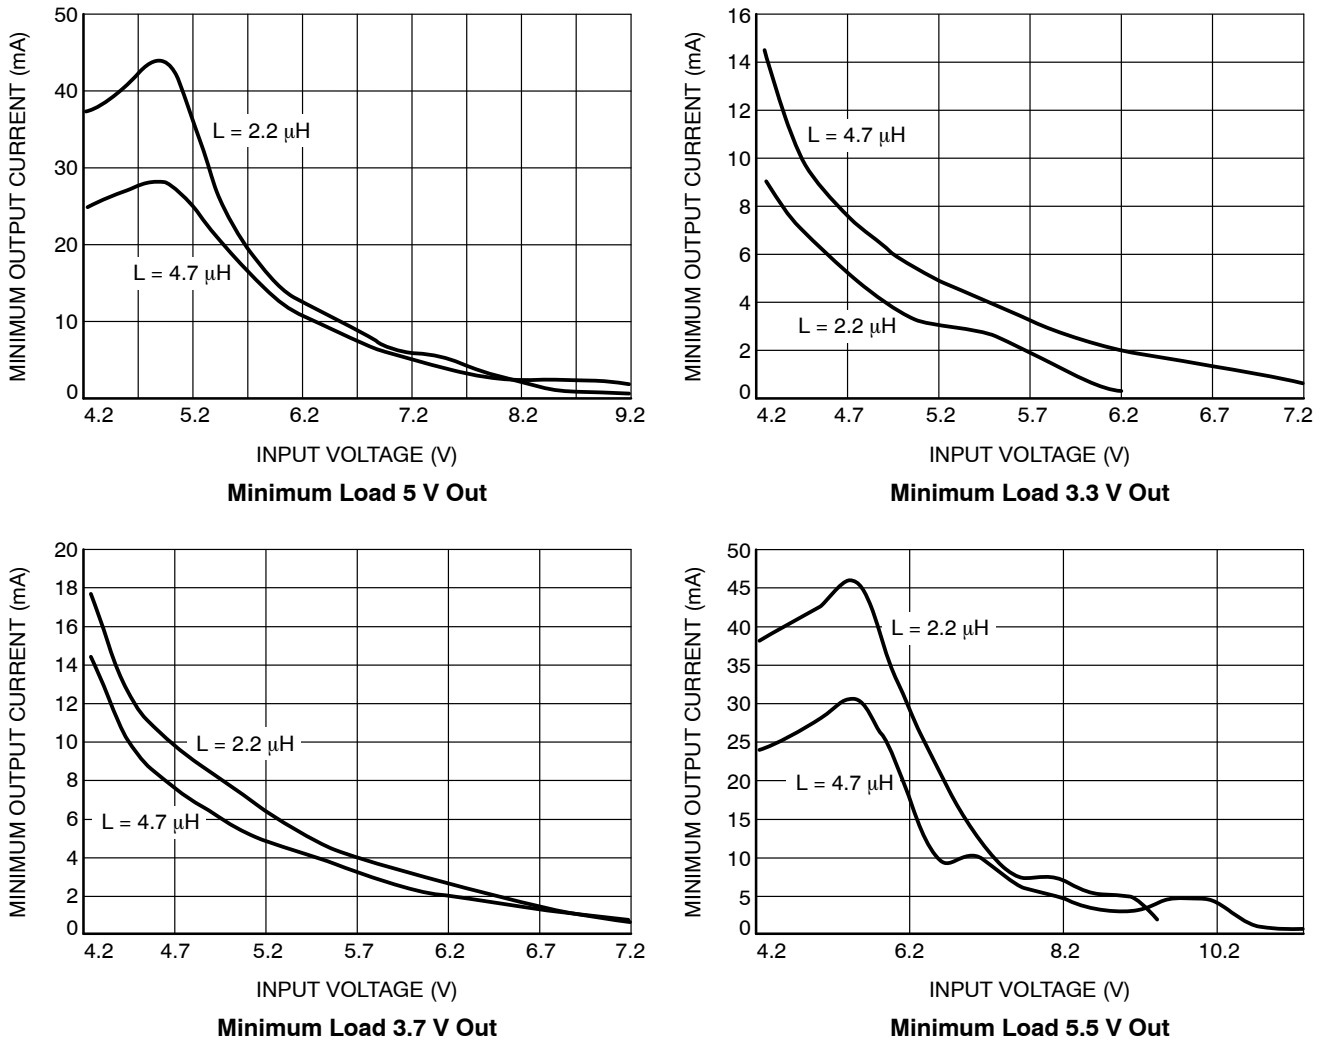 MINIMUM OUTPUT CURRENT (mA)
50
40
30
20
10
0
L = 2.2 μH
L = 4.7 μH
4.2 5.2 6.2 7.2 8.2 9.2
INPUT VOLTAGE (V)
Minimum Load 5 V Out
MINIMUM OUTPUT CURRENT (mA)
16
14
12
10
8
6
4
2
0
L = 4.7 μH
L = 2.2 μH
4.2 4.7 5.2 5.7 6.2 6.7 7.2
INPUT VOLTAGE (V)
Minimum Load 3.3 V Out
MINIMUM OUTPUT CURRENT (mA)
20
18
16
14
12
10
8
6
4
2
0
L = 2.2 μH
L = 4.7 μH
4.2 4.7 5.2 5.7 6.2 6.7 7.2
INPUT VOLTAGE (V)
Minimum Load 3.7 V Out
MINIMUM OUTPUT CURRENT (mA)
50
45
40
35
30
25
20
15
10
5
0
L = 2.2 μH
L = 4.7 μH
4.2 6.2 8.2 10.2
INPUT VOLTAGE (V)
Minimum Load 5.5 V Out